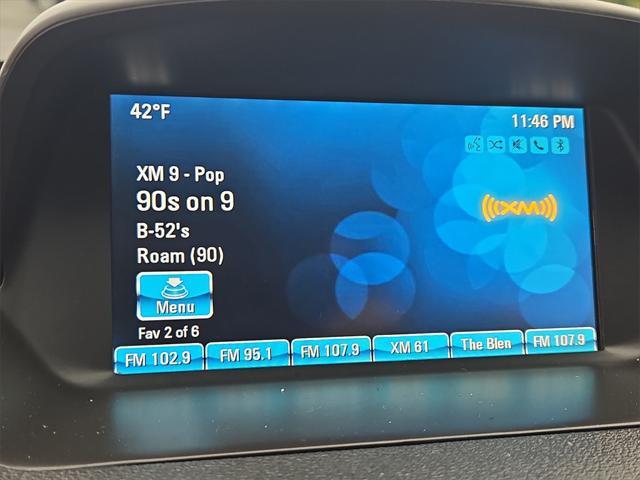 42°F
11:46 PM
XM 9 - Pop
90s on 9
(((XM)))
B-52's
Roam (90)
Menu
Fav 2 of 6
FM 102.9 FM 95.1 FM 107.9 XM 61 The Blen FM 107.9